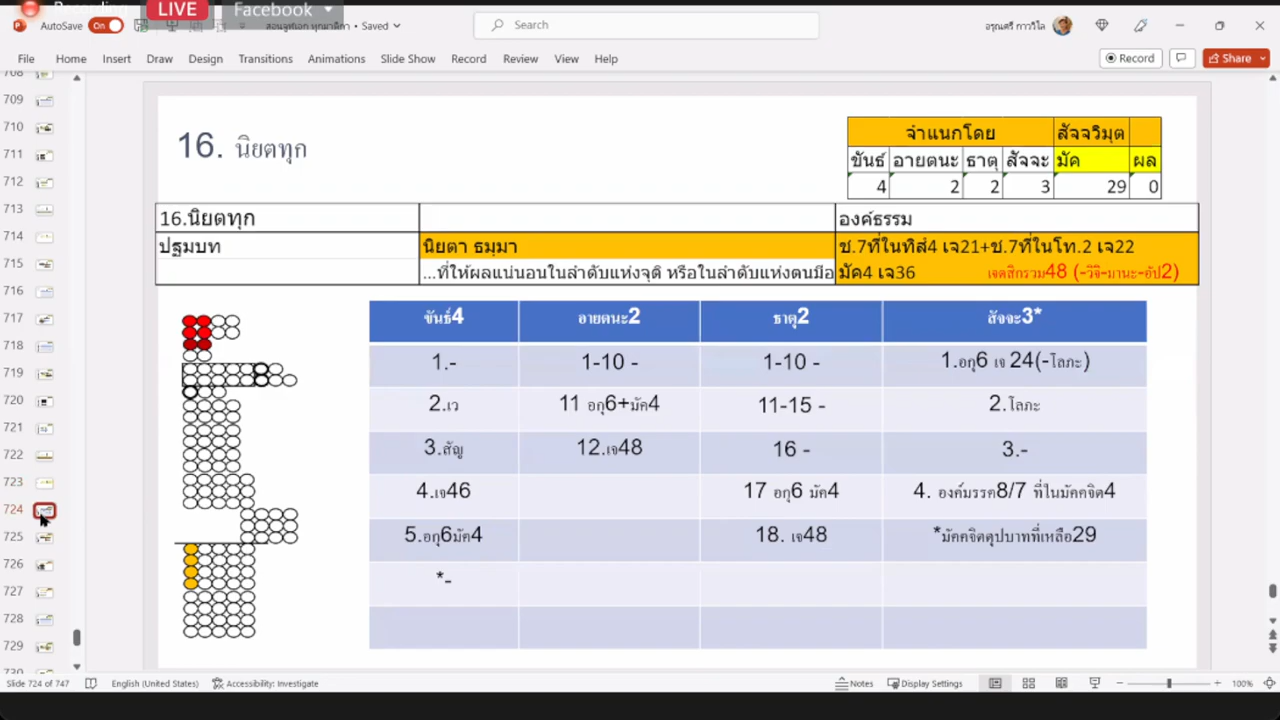 Recording
LIVE
Facebook
AutoSave On
Saved
Search
อรุณศรี กาววิไล
File Home Insert Draw Design Transitions Animations Slide Show Record Review View Help
Record
Share
709
710
711
712
713
714
715
716
717
718
719
720
721
722
723
724
725
726
727
728
729
16. นิยตทุก
จำแนกโดย สัจจวิมุต
ขันธ์ อายตนะ ธาตุ สัจจะ มัค ผล
4 2 2 3 29 0
16.นิยตทุก องค์ธรรม
ปฐมบท นิยตา ธมฺมา ช.7ที่ในทิส์4 เจ21+ช.7ที่ในโท.2 เจ22
...ที่ให้ผลแน่นอนในลำดับแห่งจุติ หรือในลำดับแห่งตนมีอ มัค4 เจ36 เจตสิกรวม48 (-วิจิ-มานะ-อัป2)
ขันธ์4 อายตนะ2 ธาตุ2 สัจจะ3*
1.- 1-10 - 1-10 - 1.อกุ6 เจ 24(-โลภะ)
2.เว 11 อกุ6+มัค4 11-15 - 2.โลภะ
3.สัญ 12.เจ48 16 - 3.-
4.เจ46 17 อกุ6 มัค4 4. องค์มรรค8/7 ที่ในมัคคจิต4
5.อกุ6มัค4 18. เจ48 *มัคคจิตตุปบาทที่เหลือ29
*-
Slide 724 of 747 English (United States) Accessibility: Investigate Notes Display Settings 100%